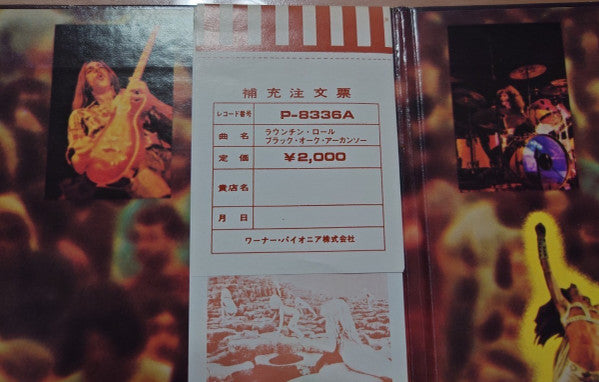 補充注文票
レコード番号 P-8336A
曲名 ラウンチン・ロール
ブラック・オーク・アーカンソー
定価 ¥2,000
貴店名
月日
ワーナー・パイオニア株式会社